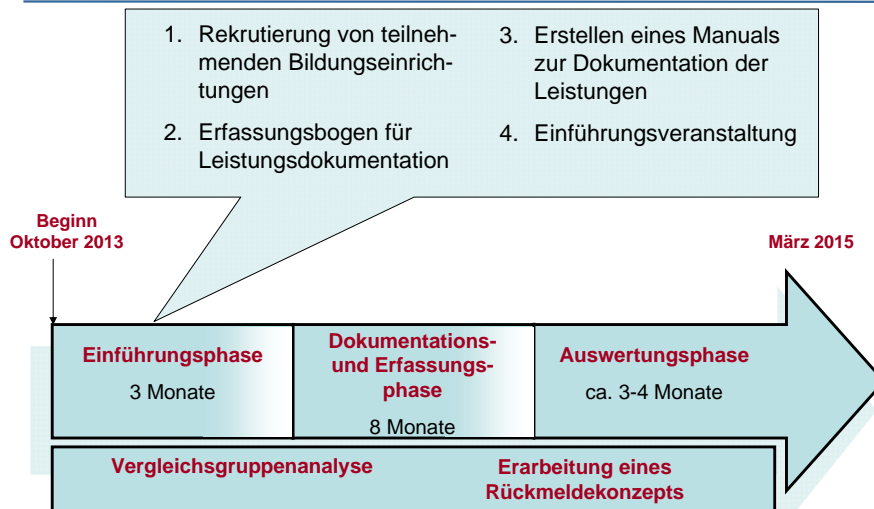 1. Rekrutierung von teilneh-
menden Bildungseinrich-
tungen
2. Erfassungsbogen für
Leistungsdokumentation
3. Erstellen eines Manuals
zur Dokumentation der
Leistungen
4. Einführungsveranstaltung
Beginn
Oktober 2013
März 2015
Einführungsphase
3 Monate
Dokumentations-
und Erfassungs-
phase
8 Monate
Auswertungsphase
ca. 3-4 Monate
Vergleichsgruppenanalyse
Erarbeitung eines
Rückmeldekonzepts